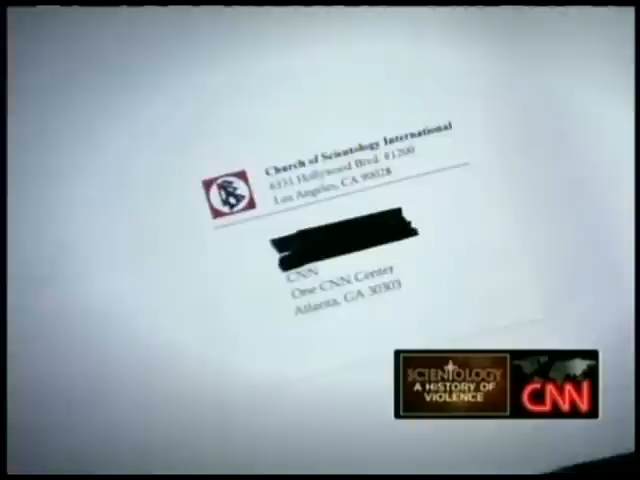 Church of Scientology International
6331 Hollywood Blvd. #1200
Los Angeles, CA 90028
CNN
One CNN Center
Atlanta, GA 30303
SCIENTOLOGY
A HISTORY OF
VIOLENCE
CNN